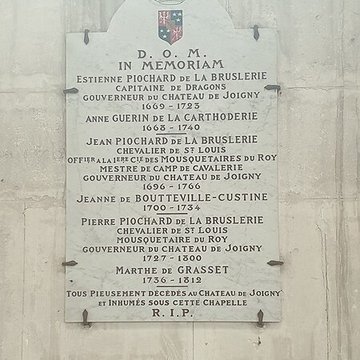 D. O. M.
IN MEMORIAM
ESTIENNE PIOCHARD DE LA BRUSLERIE
CAPITAINE DE DRAGONS
GOUVERNEUR DU CHATEAU DE JOIGNY
1669 - 1723
ANNE GUERIN DE LA CARTHODERIE
1668 - 1740
JEAN PIOCHARD DE LA BRUSLERIE
CHEVALIER DE ST LOUIS
OFFIER A LA 1ERE CIE DES MOUSQUETAIRES DU ROY
MESTRE DE CAMP DE CAVALERIE
GOUVERNEUR DU CHATEAU DE JOIGNY
1696 - 1766
JEANNE DE BOUTTEVILLE-CUSTINE
1700 - 1734
PIERRE PIOCHARD DE LA BRUSLERIE
CHEVALIER DE ST LOUIS
MOUSQUETAIRE DU ROY
GOUVERNEUR DU CHATEAU DE JOIGNY
1727 - 1800
MARTHE DE GRASSET
1736 - 1812
TOUS PIEUSEMENT DÉCÉDÉS AU CHATEAU DE JOIGNY
ET INHUMÉS SOUS CETTE CHAPELLE
R. I. P.